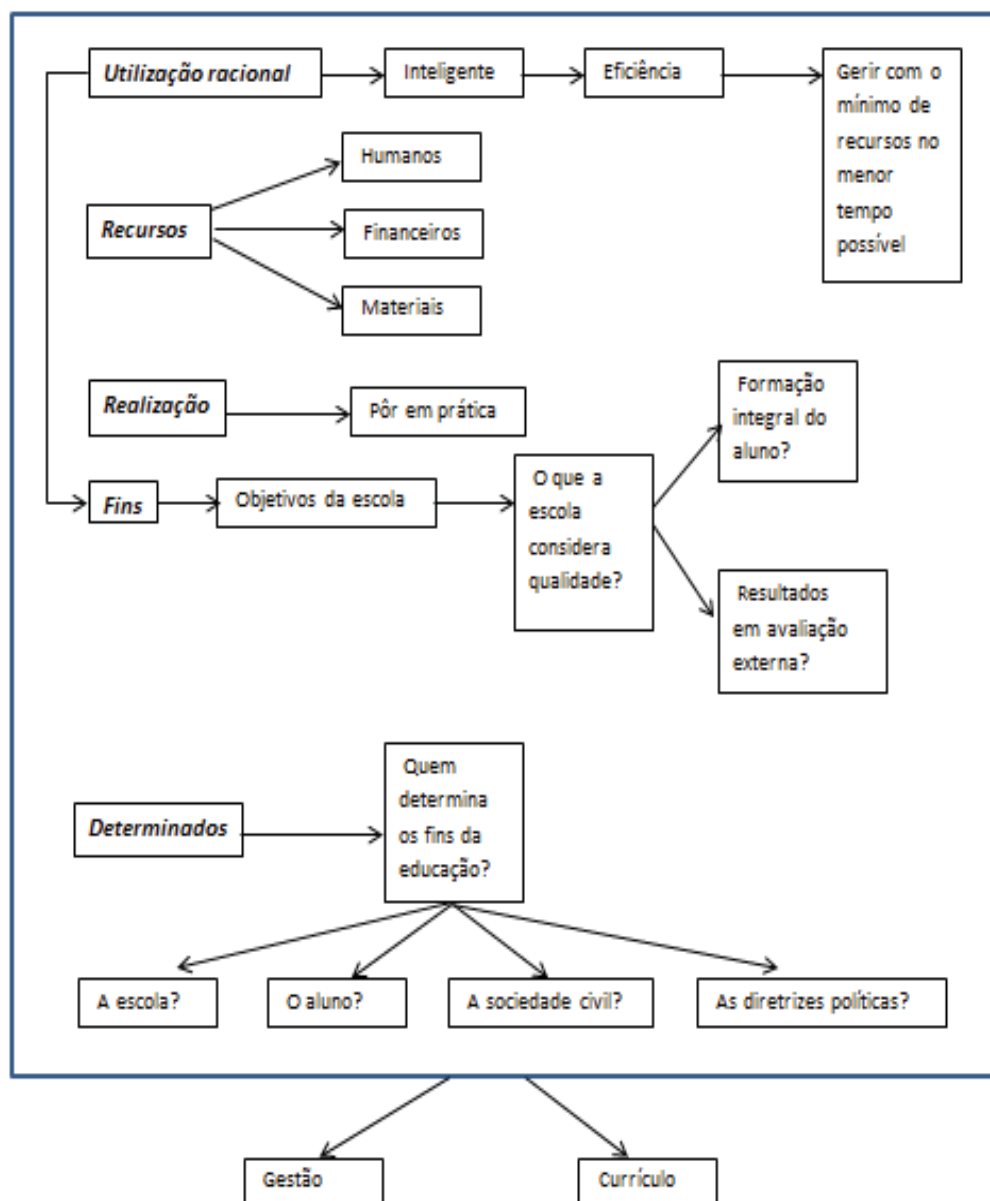 Utilização racional
Inteligente
Eficiência
Gerir com o
mínimo de
recursos no
menor
tempo
possível
Humanos
Recursos
Financeiros
Materiais
Realização
Pôr em prática
Formação
integral do
aluno?
Fins
Objetivos da escola
O que a
escola
considera
qualidade?
Resultados
em avaliação
externa?
Determinados
Quem
determina
os fins da
educação?
A escola?
O aluno?
A sociedade civil?
As diretrizes políticas?
Gestão
Currículo